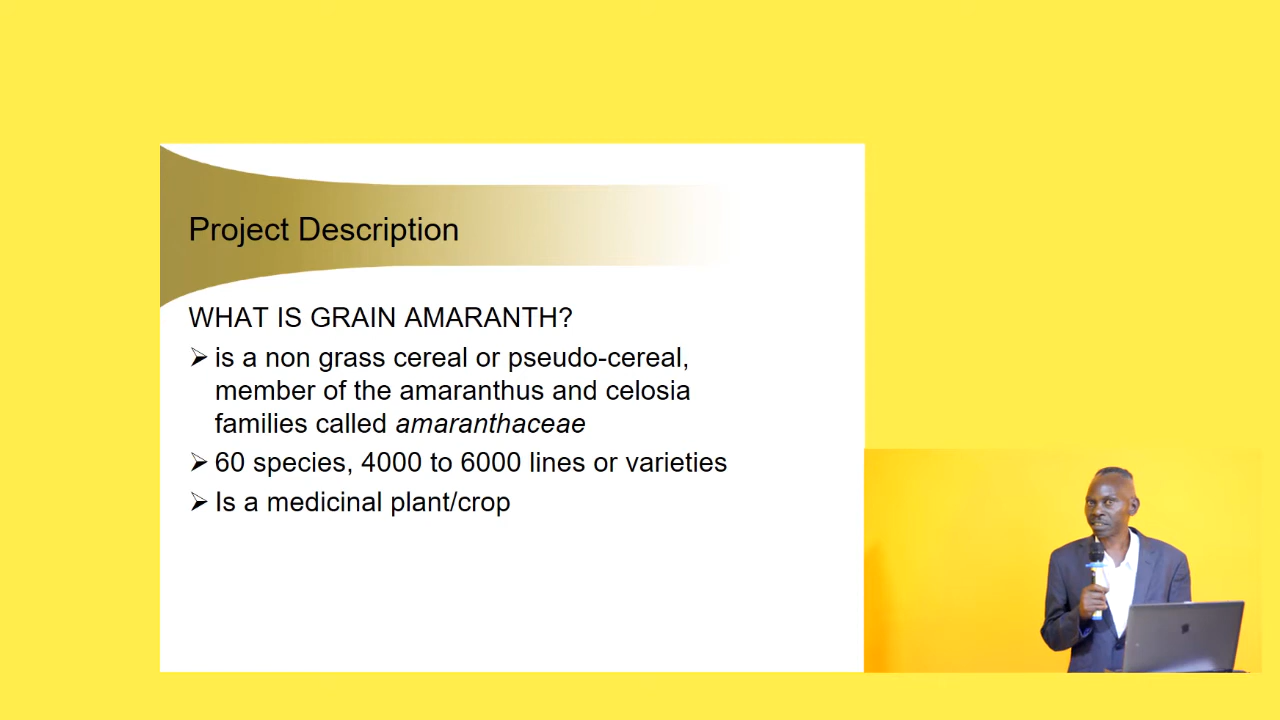 Project Description
WHAT IS GRAIN AMARANTH?
➢ is a non grass cereal or pseudo-cereal,
member of the amaranthus and celosia
families called amaranthaceae
➢ 60 species, 4000 to 6000 lines or varieties
➢ Is a medicinal plant/crop